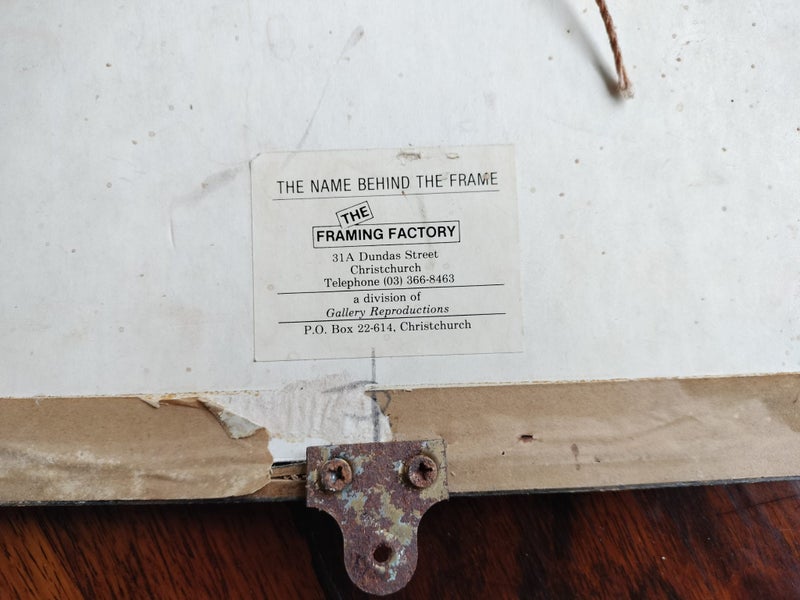 THE NAME BEHIND THE FRAME
THE
FRAMING FACTORY
31A Dundas Street
Christchurch
Telephone (03) 366-8463
a division of
Gallery Reproductions
P.O. Box 22-614, Christchurch